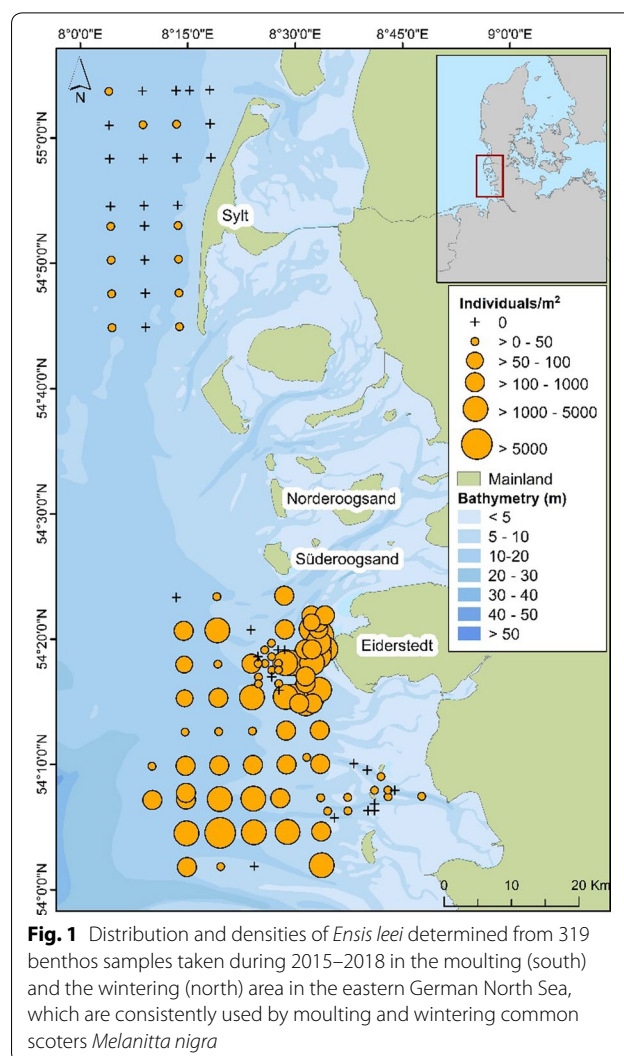 8°0'0"E 8°15'0"E 8°30'0"E 8°45'0"E 9°0'0"E
N
55°0'0"N
54°50'0"N
54°40'0"N
54°30'0"N
54°20'0"N
54°10'0"N
54°0'0"N
Sylt
Norderoogsand
Süderoogsand
Eiderstedt
Individuals/m²
0
> 0 - 50
> 50 - 100
> 100 - 1000
> 1000 - 5000
> 5000
Mainland
Bathymetry (m)
< 5
5 - 10
10-20
20 - 30
30 - 40
40 - 50
> 50
0 10 20 Km
Fig. 1 Distribution and densities of Ensis leei determined from 319
benthos samples taken during 2015–2018 in the moulting (south)
and the wintering (north) area in the eastern German North Sea,
which are consistently used by moulting and wintering common
scoters Melanitta nigra